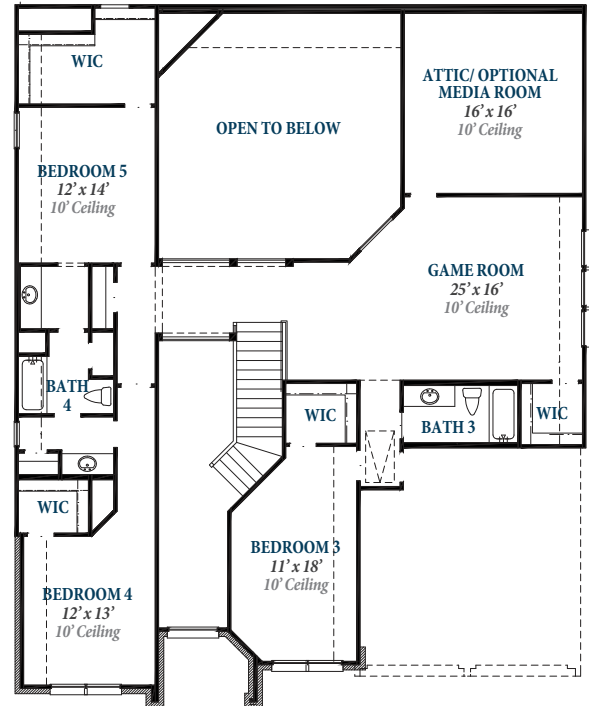 WIC
ATTIC/ OPTIONAL
MEDIA ROOM
16' x 16'
10' Ceiling
OPEN TO BELOW
BEDROOM 5
12' x 14'
10' Ceiling
GAME ROOM
25' x 16'
10' Ceiling
BATH
4
WIC
WIC
BATH 3
WIC
BEDROOM 3
11' x 18'
10' Ceiling
BEDROOM 4
12' x 13'
10' Ceiling